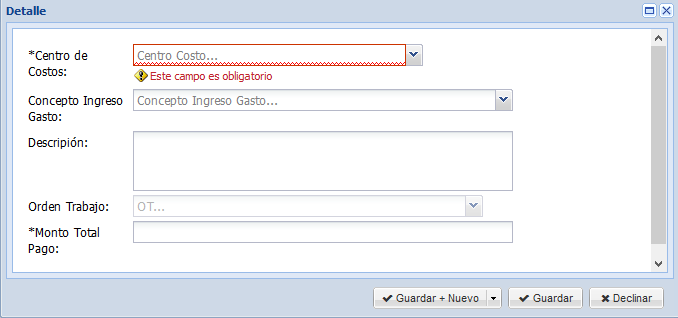 Detalle
*Centro de
Costos:
Centro Costo...
Este campo es obligatorio
Concepto Ingreso
Gasto:
Concepto Ingreso Gasto...
Descripión:
Orden Trabajo:
OT...
*Monto Total
Pago:
Guardar + Nuevo
Guardar
Declinar